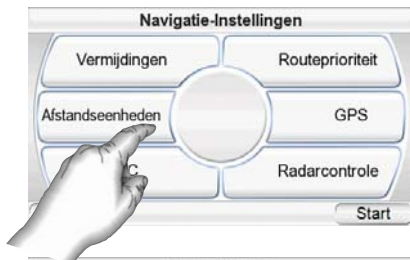 Navigatie-Instellingen
Vermijdingen
Routeprioriteit
Afstandseenheden
GPS
Radarcontrole
Start